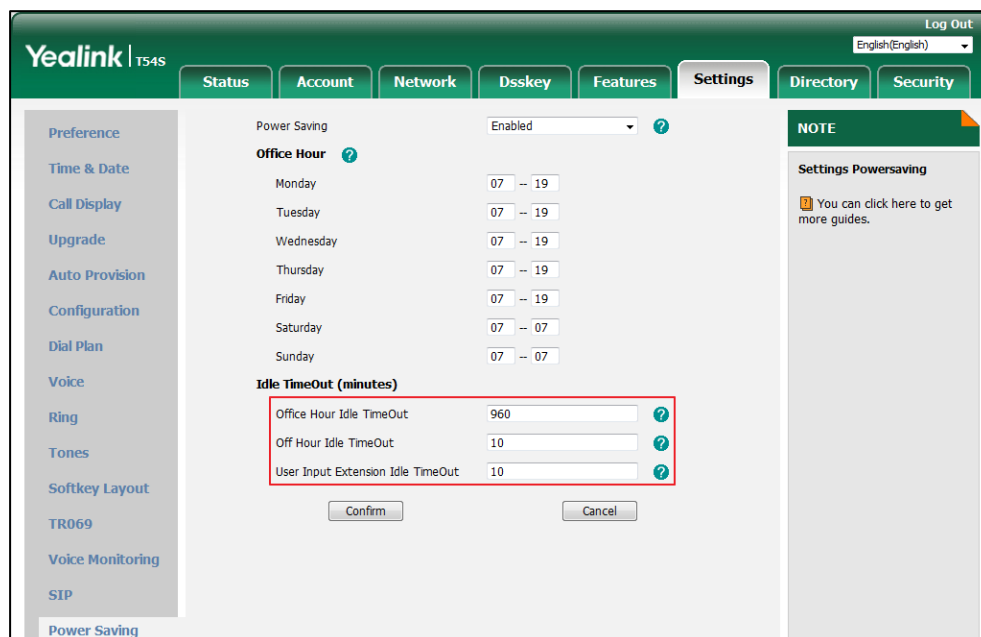 Log Out
English(English)
Yealink T54S
Status Account Network Dsskey Features Settings Directory Security
Preference
Time & Date
Call Display
Upgrade
Auto Provision
Configuration
Dial Plan
Voice
Ring
Tones
Softkey Layout
TR069
Voice Monitoring
SIP
Power Saving
Power Saving Enabled ?
Office Hour ?
Monday 07 -- 19
Tuesday 07 -- 19
Wednesday 07 -- 19
Thursday 07 -- 19
Friday 07 -- 19
Saturday 07 -- 07
Sunday 07 -- 07
Idle TimeOut (minutes)
Office Hour Idle TimeOut 960 ?
Off Hour Idle TimeOut 10 ?
User Input Extension Idle TimeOut 10 ?
Confirm Cancel
NOTE
Settings Powersaving
? You can click here to get
more guides.